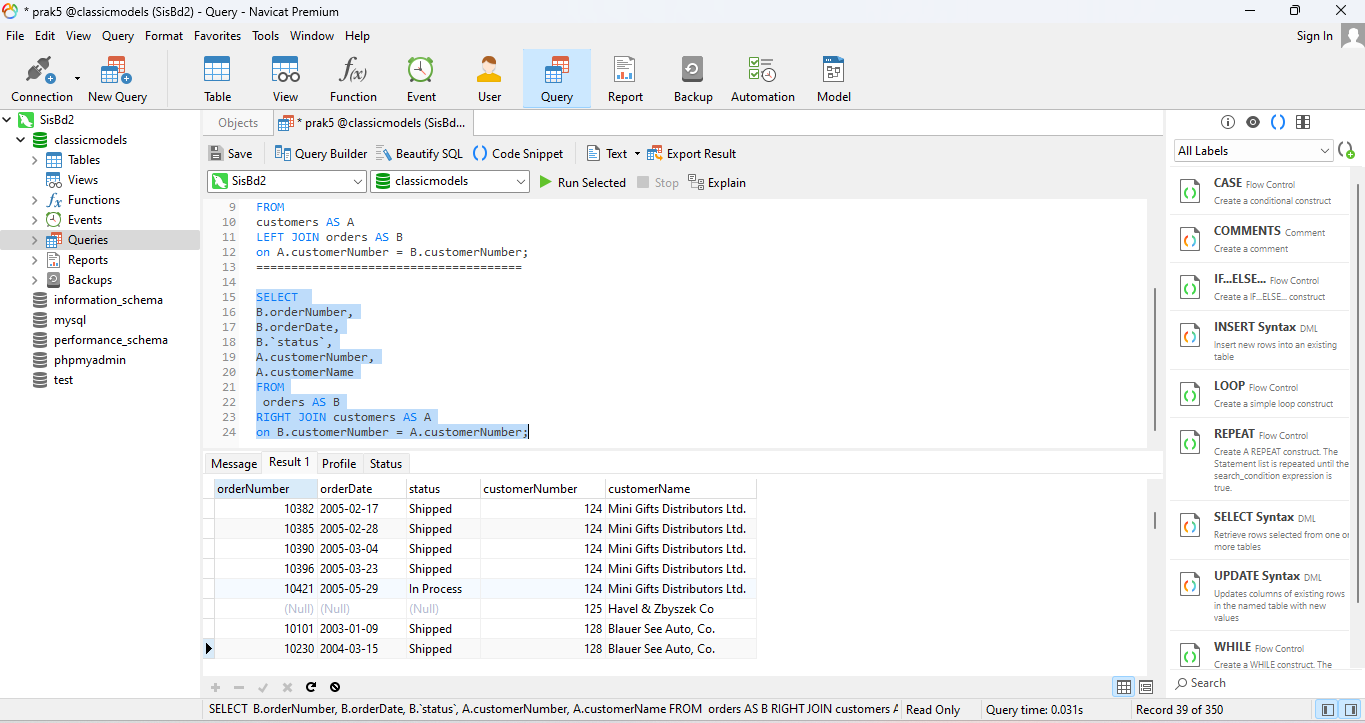 * prak5 @classicmodels (SisBd2) - Query - Navicat Premium
File Edit View Query Format Favorites Tools Window Help Sign In
Connection New Query Table View Function Event User Query Report Backup Automation Model
f(x)
SisBd2
classicmodels
Tables
Views
Functions
Events
Queries
Reports
Backups
information_schema
mysql
performance_schema
phpmyadmin
test
Objects * prak5 @classicmodels (SisBd...
Save Query Builder Beautify SQL () Code Snippet Text Export Result
SisBd2 classicmodels Run Selected Stop Explain
9 FROM
10 customers AS A
11 LEFT JOIN orders AS B
12 on A.customerNumber = B.customerNumber;
13 ======================================
14
15 SELECT
16 B.orderNumber,
17 B.orderDate,
18 B.`status`,
19 A.customerNumber,
20 A.customerName
21 FROM
22 orders AS B
23 RIGHT JOIN customers AS A
24 on B.customerNumber = A.customerNumber;
Message Result 1 Profile Status
orderNumber orderDate status customerNumber customerName
10382 2005-02-17 Shipped 124 Mini Gifts Distributors Ltd.
10385 2005-02-28 Shipped 124 Mini Gifts Distributors Ltd.
10390 2005-03-04 Shipped 124 Mini Gifts Distributors Ltd.
10396 2005-03-23 Shipped 124 Mini Gifts Distributors Ltd.
10421 2005-05-29 In Process 124 Mini Gifts Distributors Ltd.
(Null) (Null) (Null) 125 Havel & Zbyszek Co
10101 2003-01-09 Shipped 128 Blauer See Auto, Co.
10230 2004-03-15 Shipped 128 Blauer See Auto, Co.
SELECT B.orderNumber, B.orderDate, B.`status`, A.customerNumber, A.customerName FROM orders AS B RIGHT JOIN customers A Read Only Query time: 0.031s Record 39 of 350
All Labels
CASE Flow Control
Create a conditional construct
COMMENTS Comment
Create a comment
IF...ELSE... Flow Control
Create a IF...ELSE... construct
INSERT Syntax DML
Insert new rows into an existing
table
LOOP Flow Control
Create a simple loop construct
REPEAT Flow Control
Create A REPEAT construct. The
Statement list is repeated until the
search_condition expression is
true.
SELECT Syntax DML
Retrieve rows selected from one or
more tables
UPDATE Syntax DML
Updates columns of existing rows
in the named table with new
values
WHILE Flow Control
Create a WHILE construct. The
Search